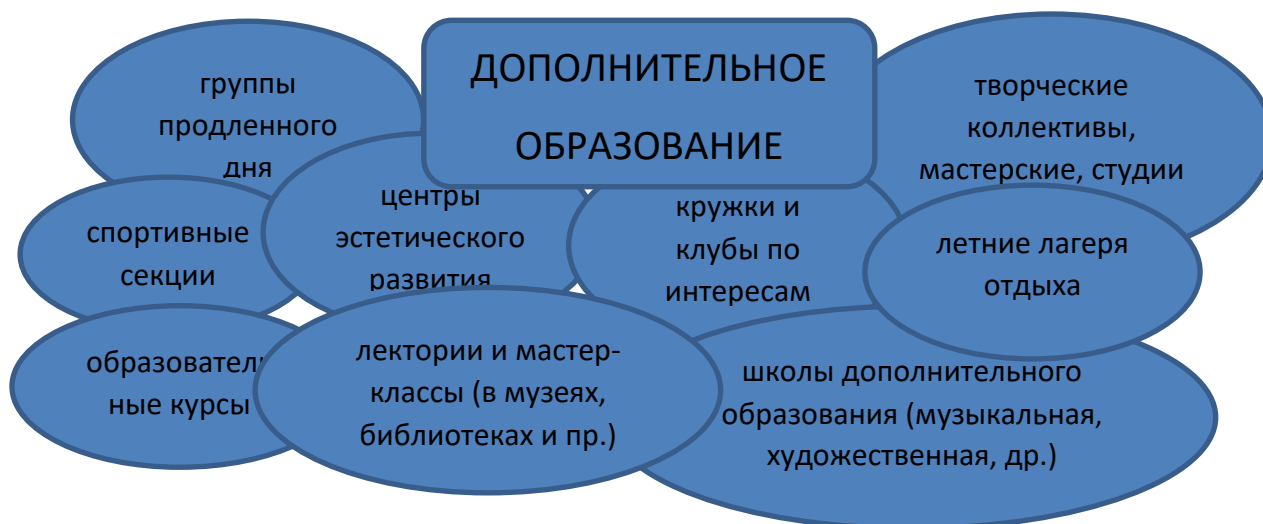 ДОПОЛНИТЕЛЬНОЕ
ОБРАЗОВАНИЕ
группы
продленного
дня
творческие
коллективы,
мастерские, студии
центры
эстетического
развития
кружки и
клубы по
интересам
спортивные
секции
летние лагеря
отдыха
образователь
ные курсы
лектории и мастер-
классы (в музеях,
библиотеках и пр.)
школы дополнительного
образования (музыкальная,
художественная, др.)